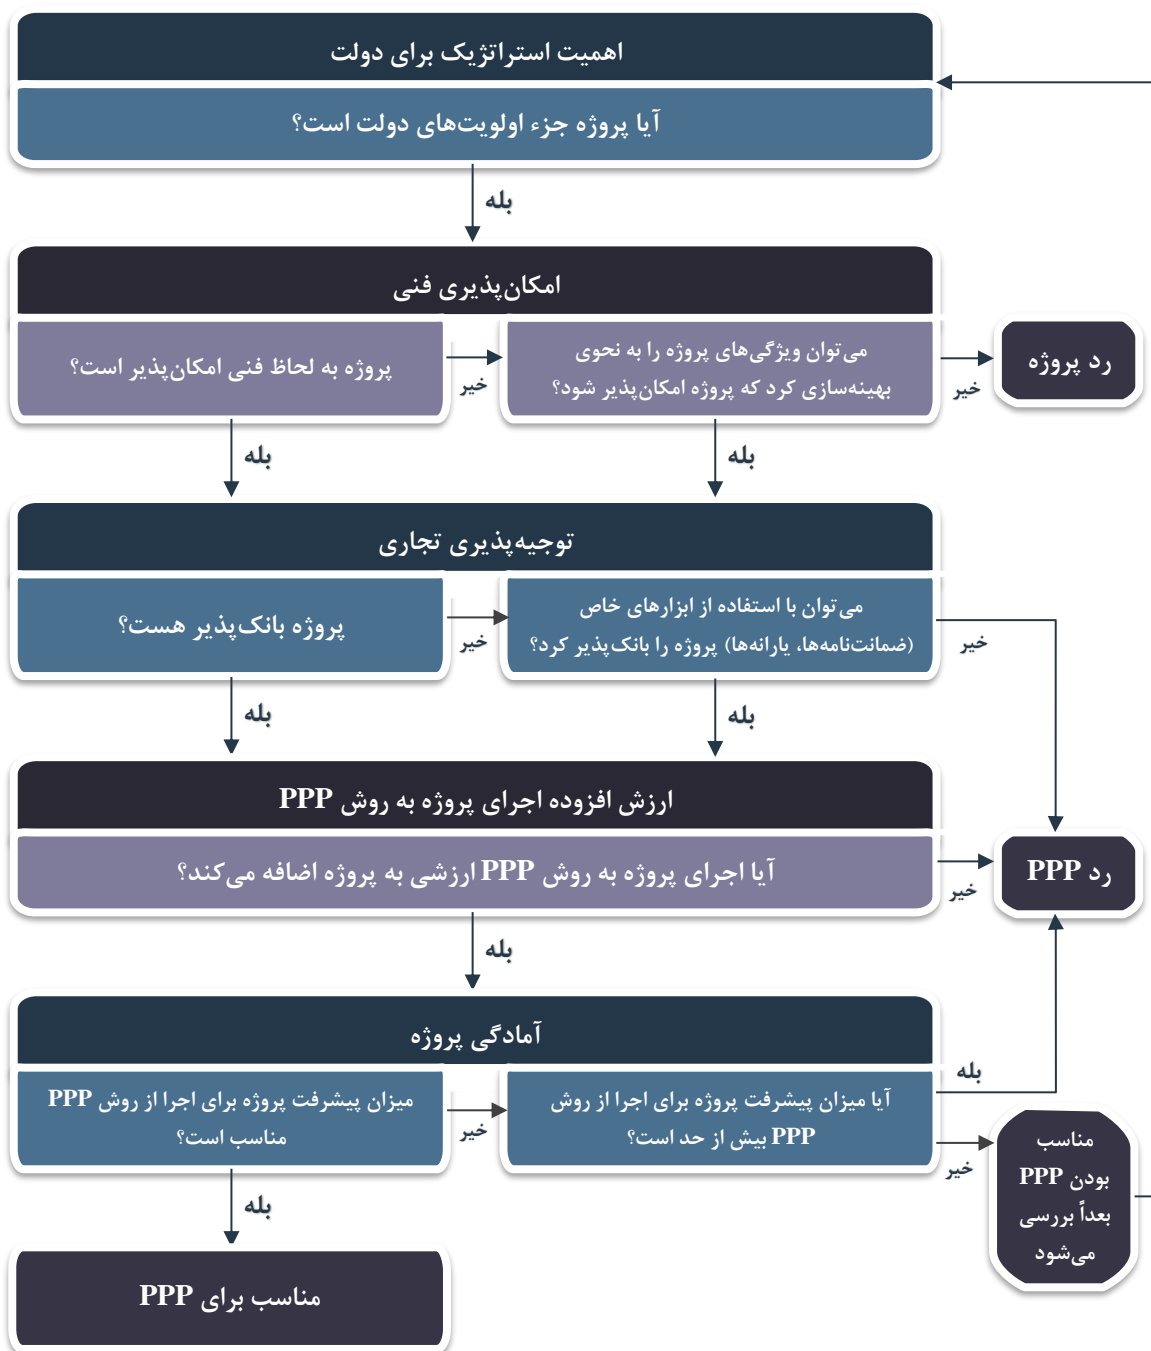 اهمیت استراتژیک برای دولت
آیا پروژه جزء اولویت‌های دولت است؟
بله
امکان‌پذیری فنی
پروژه به لحاظ فنی امکان‌پذیر است؟
خیر
می‌توان ویژگی‌های پروژه را به نحوی
بهینه‌سازی کرد که پروژه امکان‌پذیر شود؟
خیر
رد پروژه
بله
بله
توجیه‌پذیری تجاری
پروژه بانک‌پذیر هست؟
خیر
می‌توان با استفاده از ابزارهای خاص
(ضمانت‌نامه‌ها، یارانه‌ها) پروژه را بانک‌پذیر کرد؟
خیر
بله
بله
ارزش افزوده اجرای پروژه به روش PPP
آیا اجرای پروژه به روش PPP ارزشی به پروژه اضافه می‌کند؟
خیر
رد PPP
بله
آمادگی پروژه
میزان پیشرفت پروژه برای اجرا از روش PPP
مناسب است؟
خیر
آیا میزان پیشرفت پروژه برای اجرا از روش
PPP بیش از حد است؟
بله
خیر
مناسب
بودن PPP
بعداً بررسی
می‌شود
بله
مناسب برای PPP